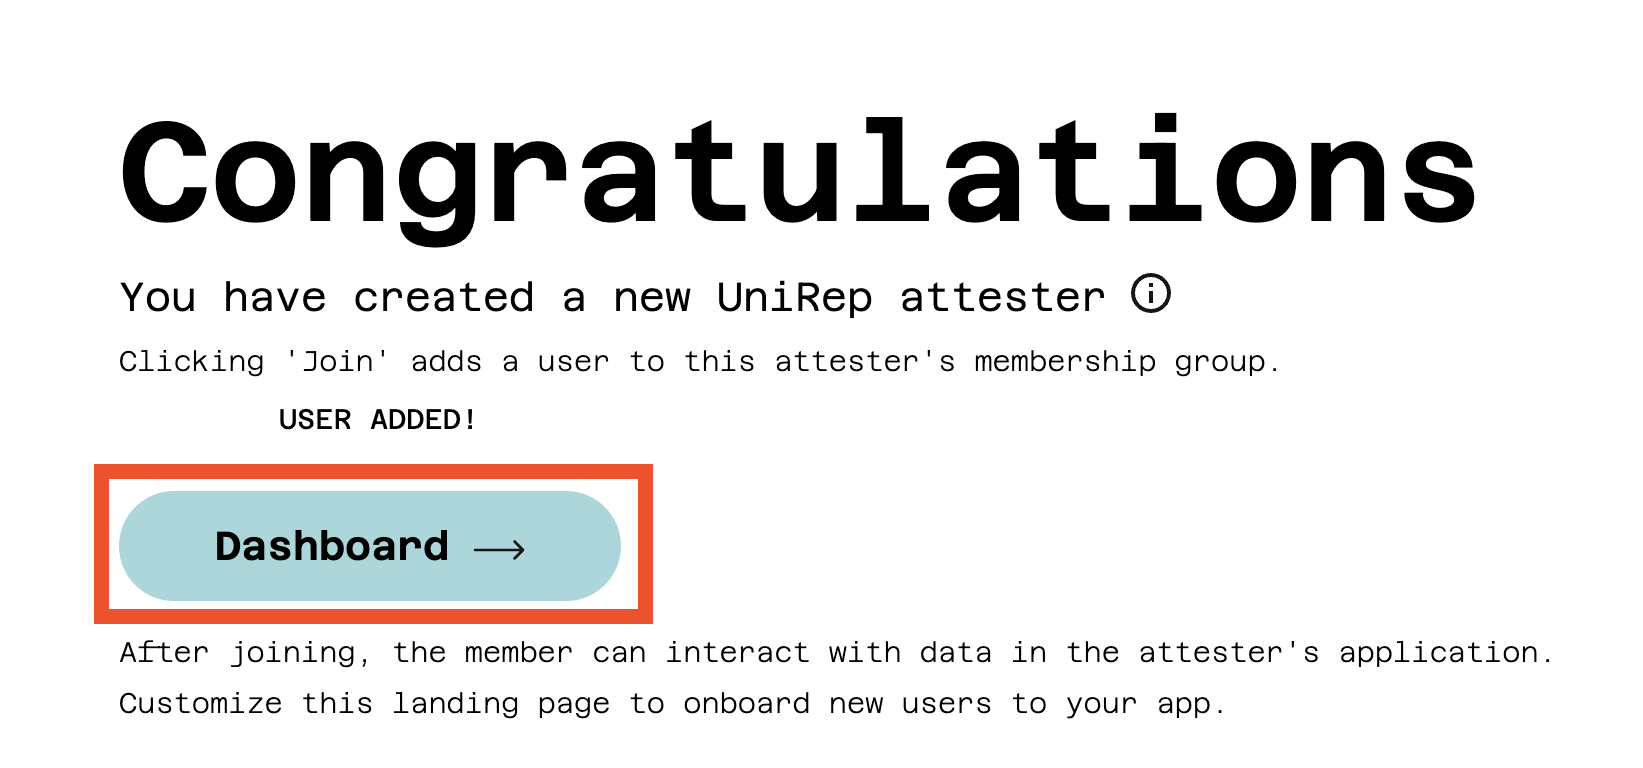 Congratulations
You have created a new UniRep attester
Clicking 'Join' adds a user to this attester's membership group.
USER ADDED!
Dashboard →
After joining, the member can interact with data in the attester's application.
Customize this landing page to onboard new users to your app.